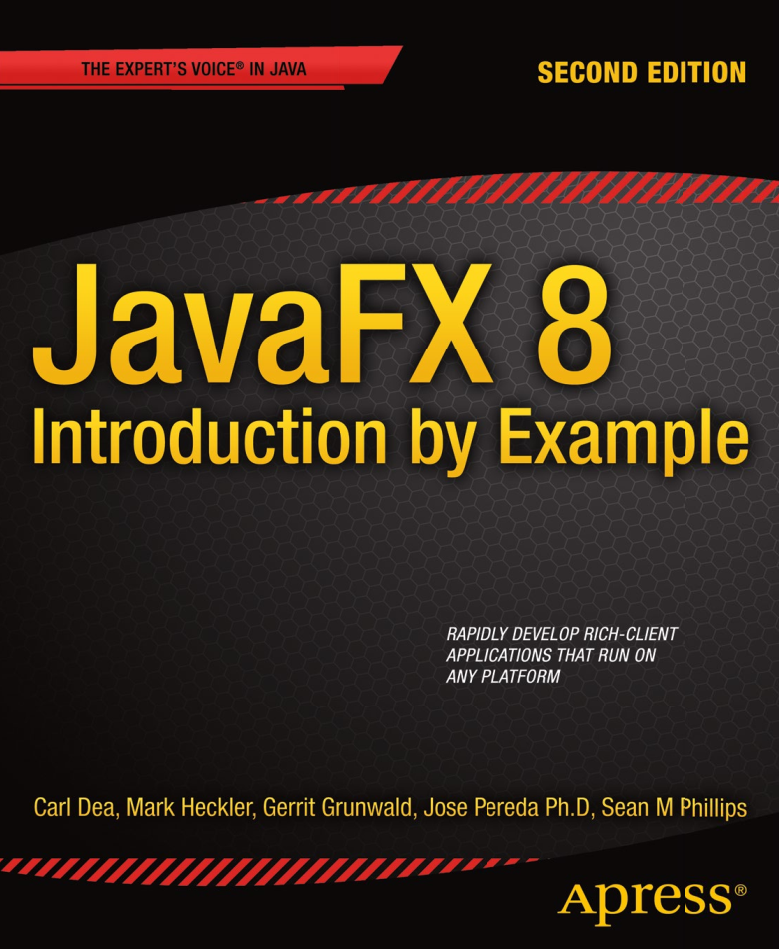 THE EXPERT'S VOICE® IN JAVA
SECOND EDITION
JavaFX 8
Introduction by Example
RAPIDLY DEVELOP RICH-CLIENT
APPLICATIONS THAT RUN ON
ANY PLATFORM
Carl Dea, Mark Heckler, Gerrit Grunwald, Jose Pereda Ph.D, Sean M Phillips
Apress®